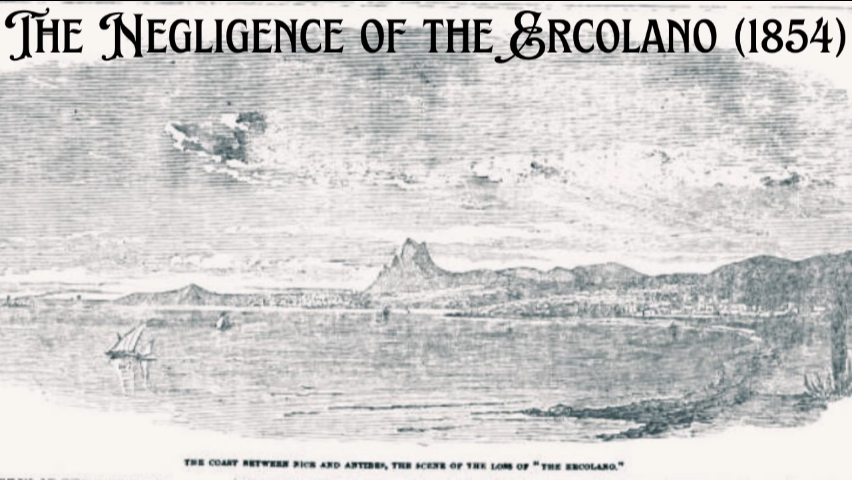 The Negligence of the Ercolano (1854)
THE COAST BETWEEN NICE AND ANTIBES, THE SCENE OF THE LOSS OF "THE ERCOLANO."